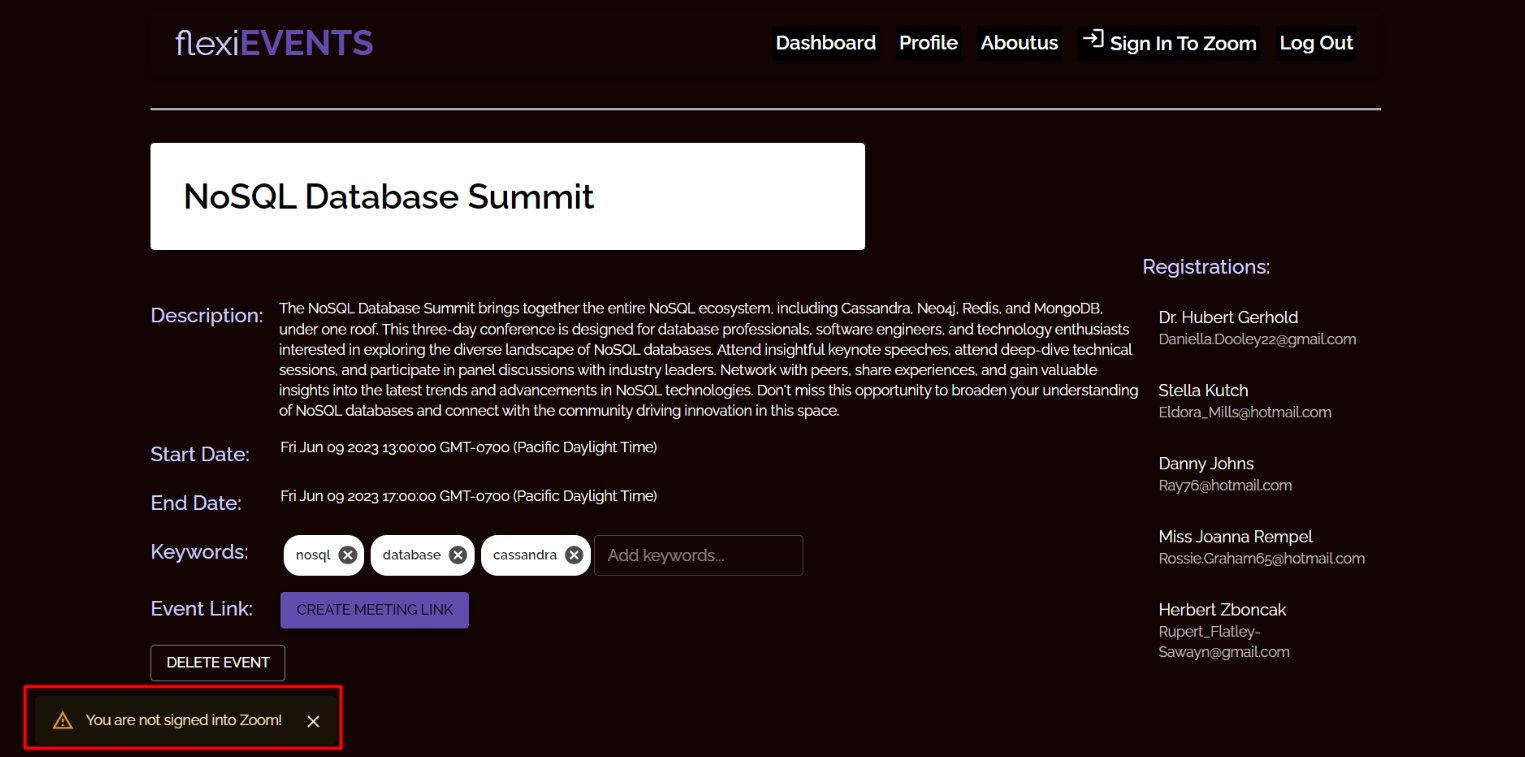 flexiEVENTS
Dashboard
Profile
Aboutus
Sign In To Zoom
Log Out
NoSQL Database Summit
Description:
The NoSQL Database Summit brings together the entire NoSQL ecosystem, including Cassandra, Neo4j, Redis, and MongoDB,
under one roof. This three-day conference is designed for database professionals, software engineers, and technology enthusiasts
interested in exploring the diverse landscape of NoSQL databases. Attend insightful keynote speeches, attend deep-dive technical
sessions, and participate in panel discussions with industry leaders. Network with peers, share experiences, and gain valuable
insights into the latest trends and advancements in NoSQL technologies. Don't miss this opportunity to broaden your understanding
of NoSQL databases and connect with the community driving innovation in this space.
Start Date:
Fri Jun 09 2023 13:00:00 GMT-0700 (Pacific Daylight Time)
End Date:
Fri Jun 09 2023 17:00:00 GMT-0700 (Pacific Daylight Time)
Keywords:
nosql
database
cassandra
Add keywords...
Event Link:
CREATE MEETING LINK
DELETE EVENT
You are not signed into Zoom!
Registrations:
Dr. Hubert Gerhold
Daniella.Dooley22@gmail.com
Stella Kutch
Eldora_Mills@hotmail.com
Danny Johns
Ray76@hotmail.com
Miss Joanna Rempel
Rossie.Graham65@hotmail.com
Herbert Zboncak
Rupert_Flatley-
Sawayn@gmail.com